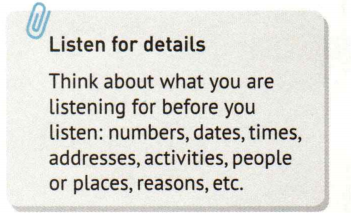 Listen for details
Think about what you are
listening for before you
listen: numbers, dates, times,
addresses, activities, people
or places, reasons, etc.